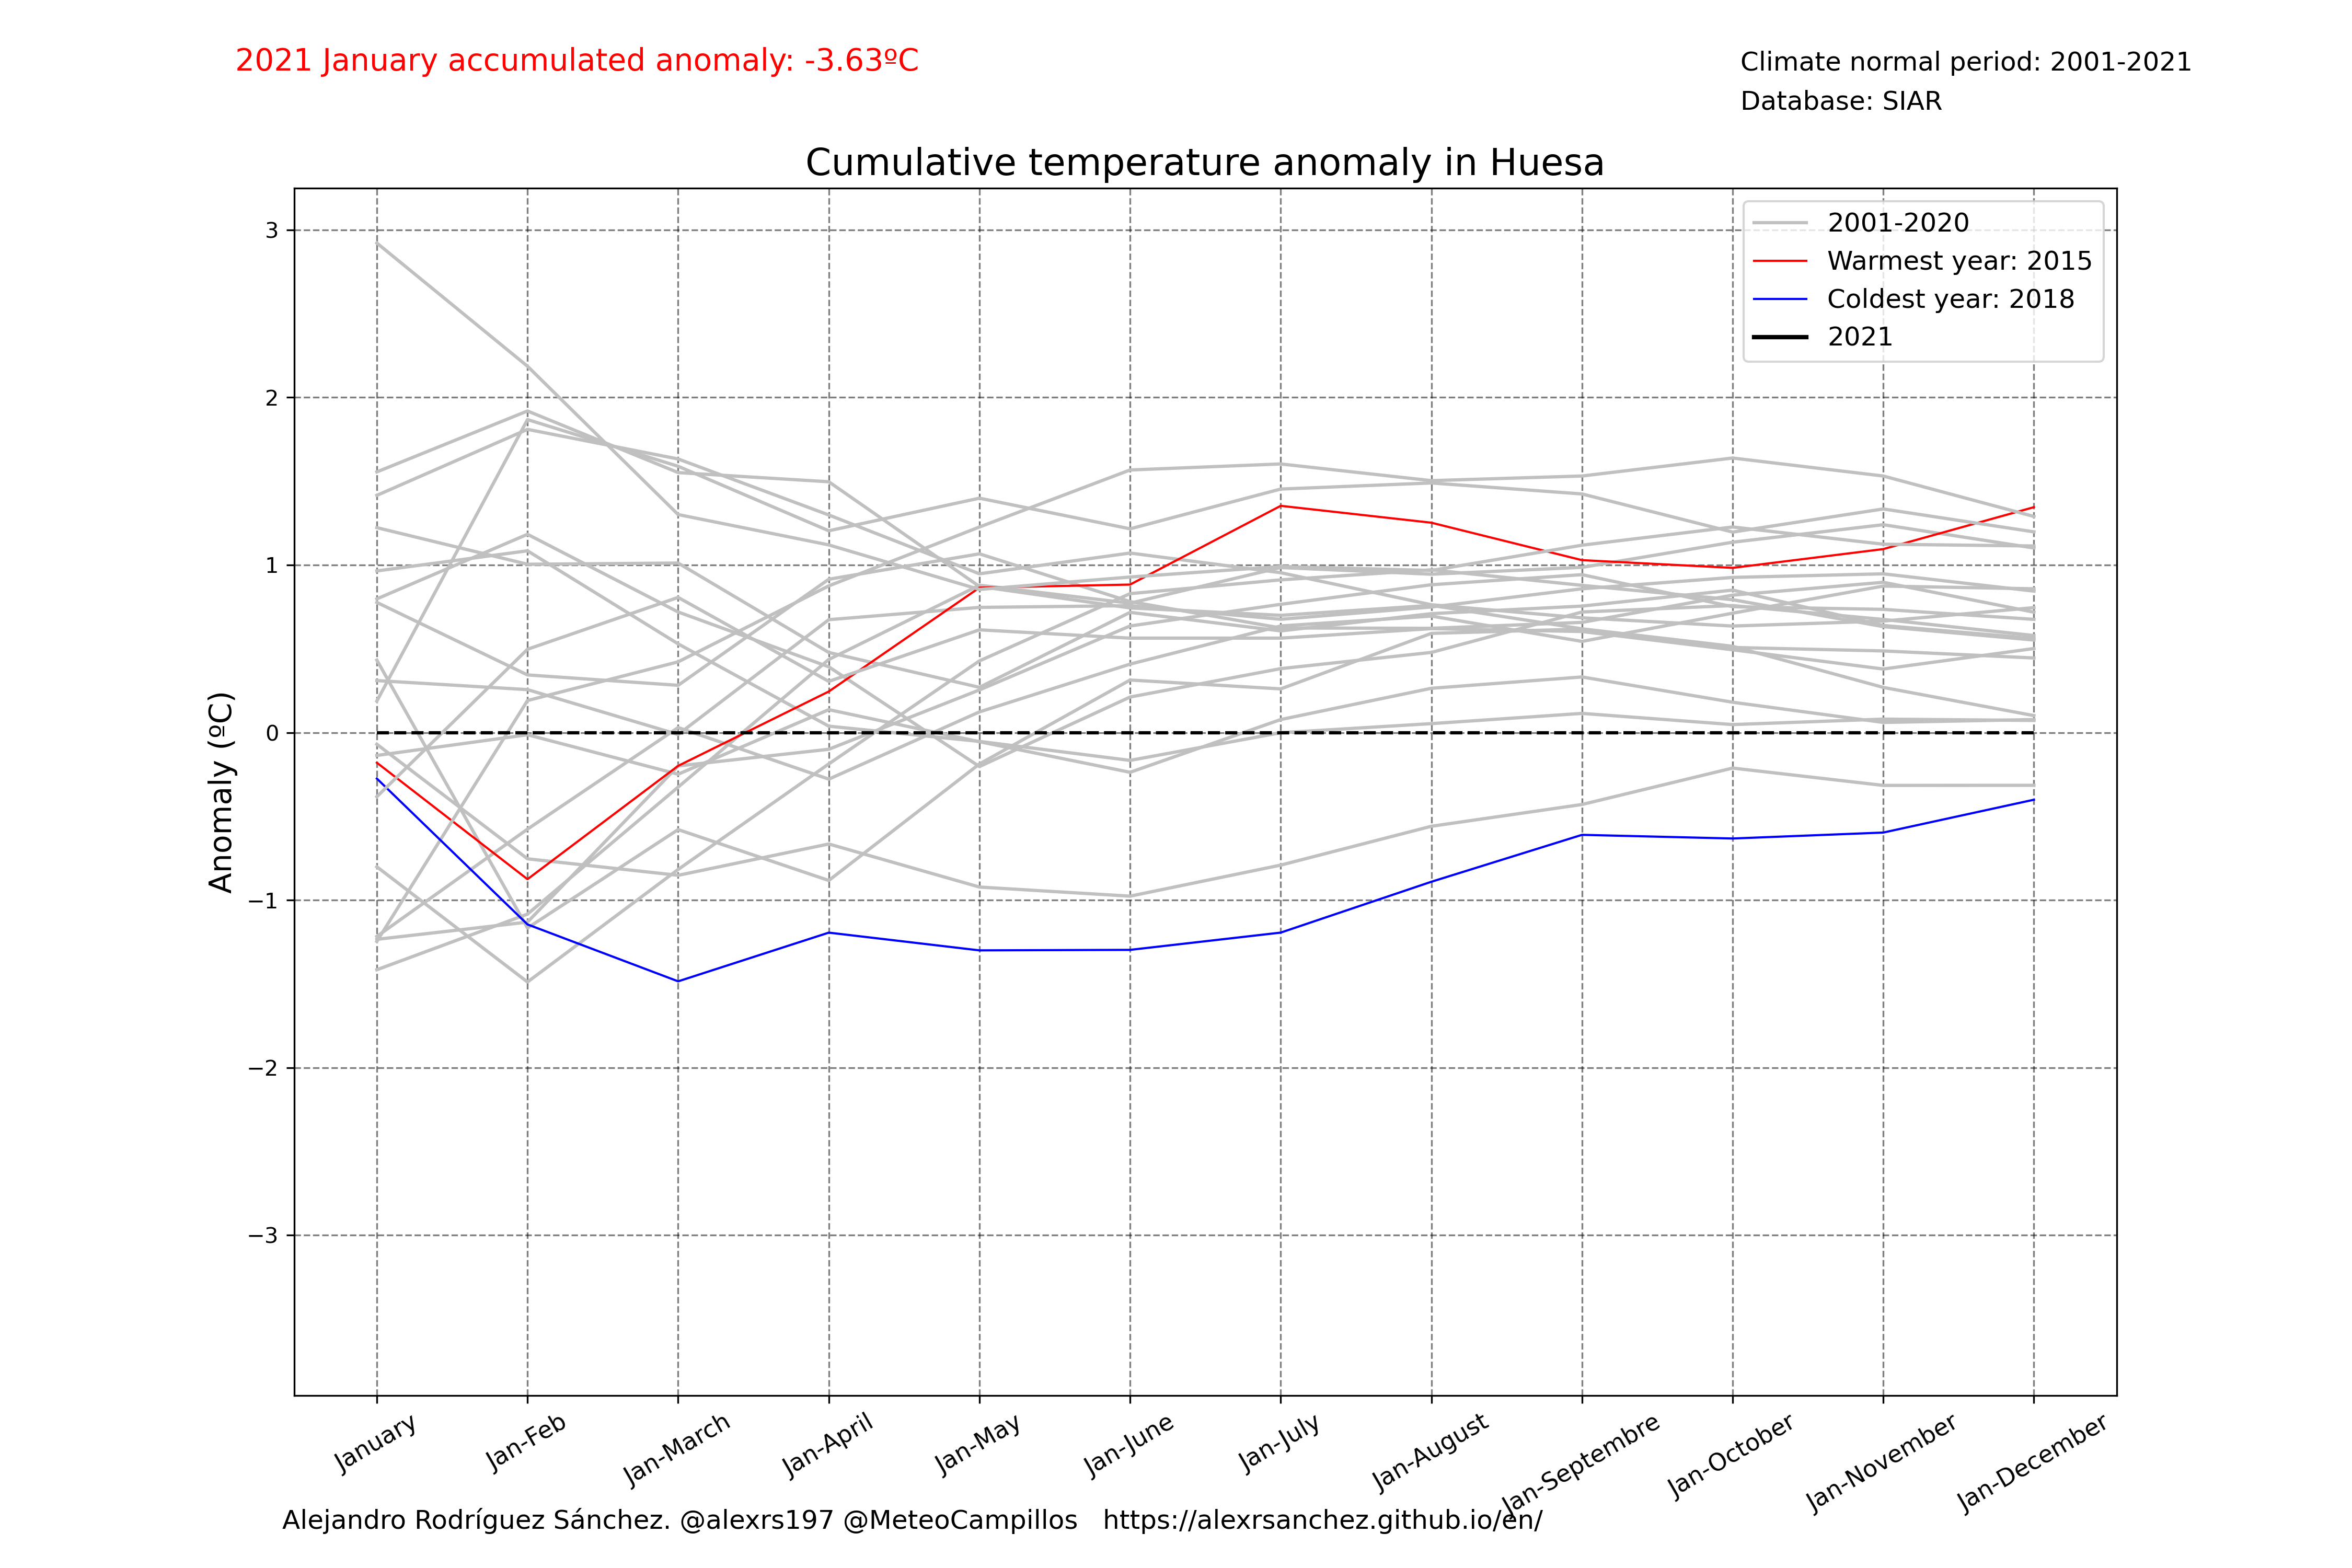 2021 January accumulated anomaly: -3.63ºC
Climate normal period: 2001-2021
Database: SIAR
Cumulative temperature anomaly in Huesa
2001-2020
Warmest year: 2015
Coldest year: 2018
2021
Anomaly (ºC)
3
2
1
0
−1
−2
−3
January
Jan-Feb
Jan-March
Jan-April
Jan-May
Jan-June
Jan-July
Jan-August
Jan-Septembre
Jan-October
Jan-November
Jan-December
Alejandro Rodríguez Sánchez. @alexrs197 @MeteoCampillos   https://alexrsanchez.github.io/en/